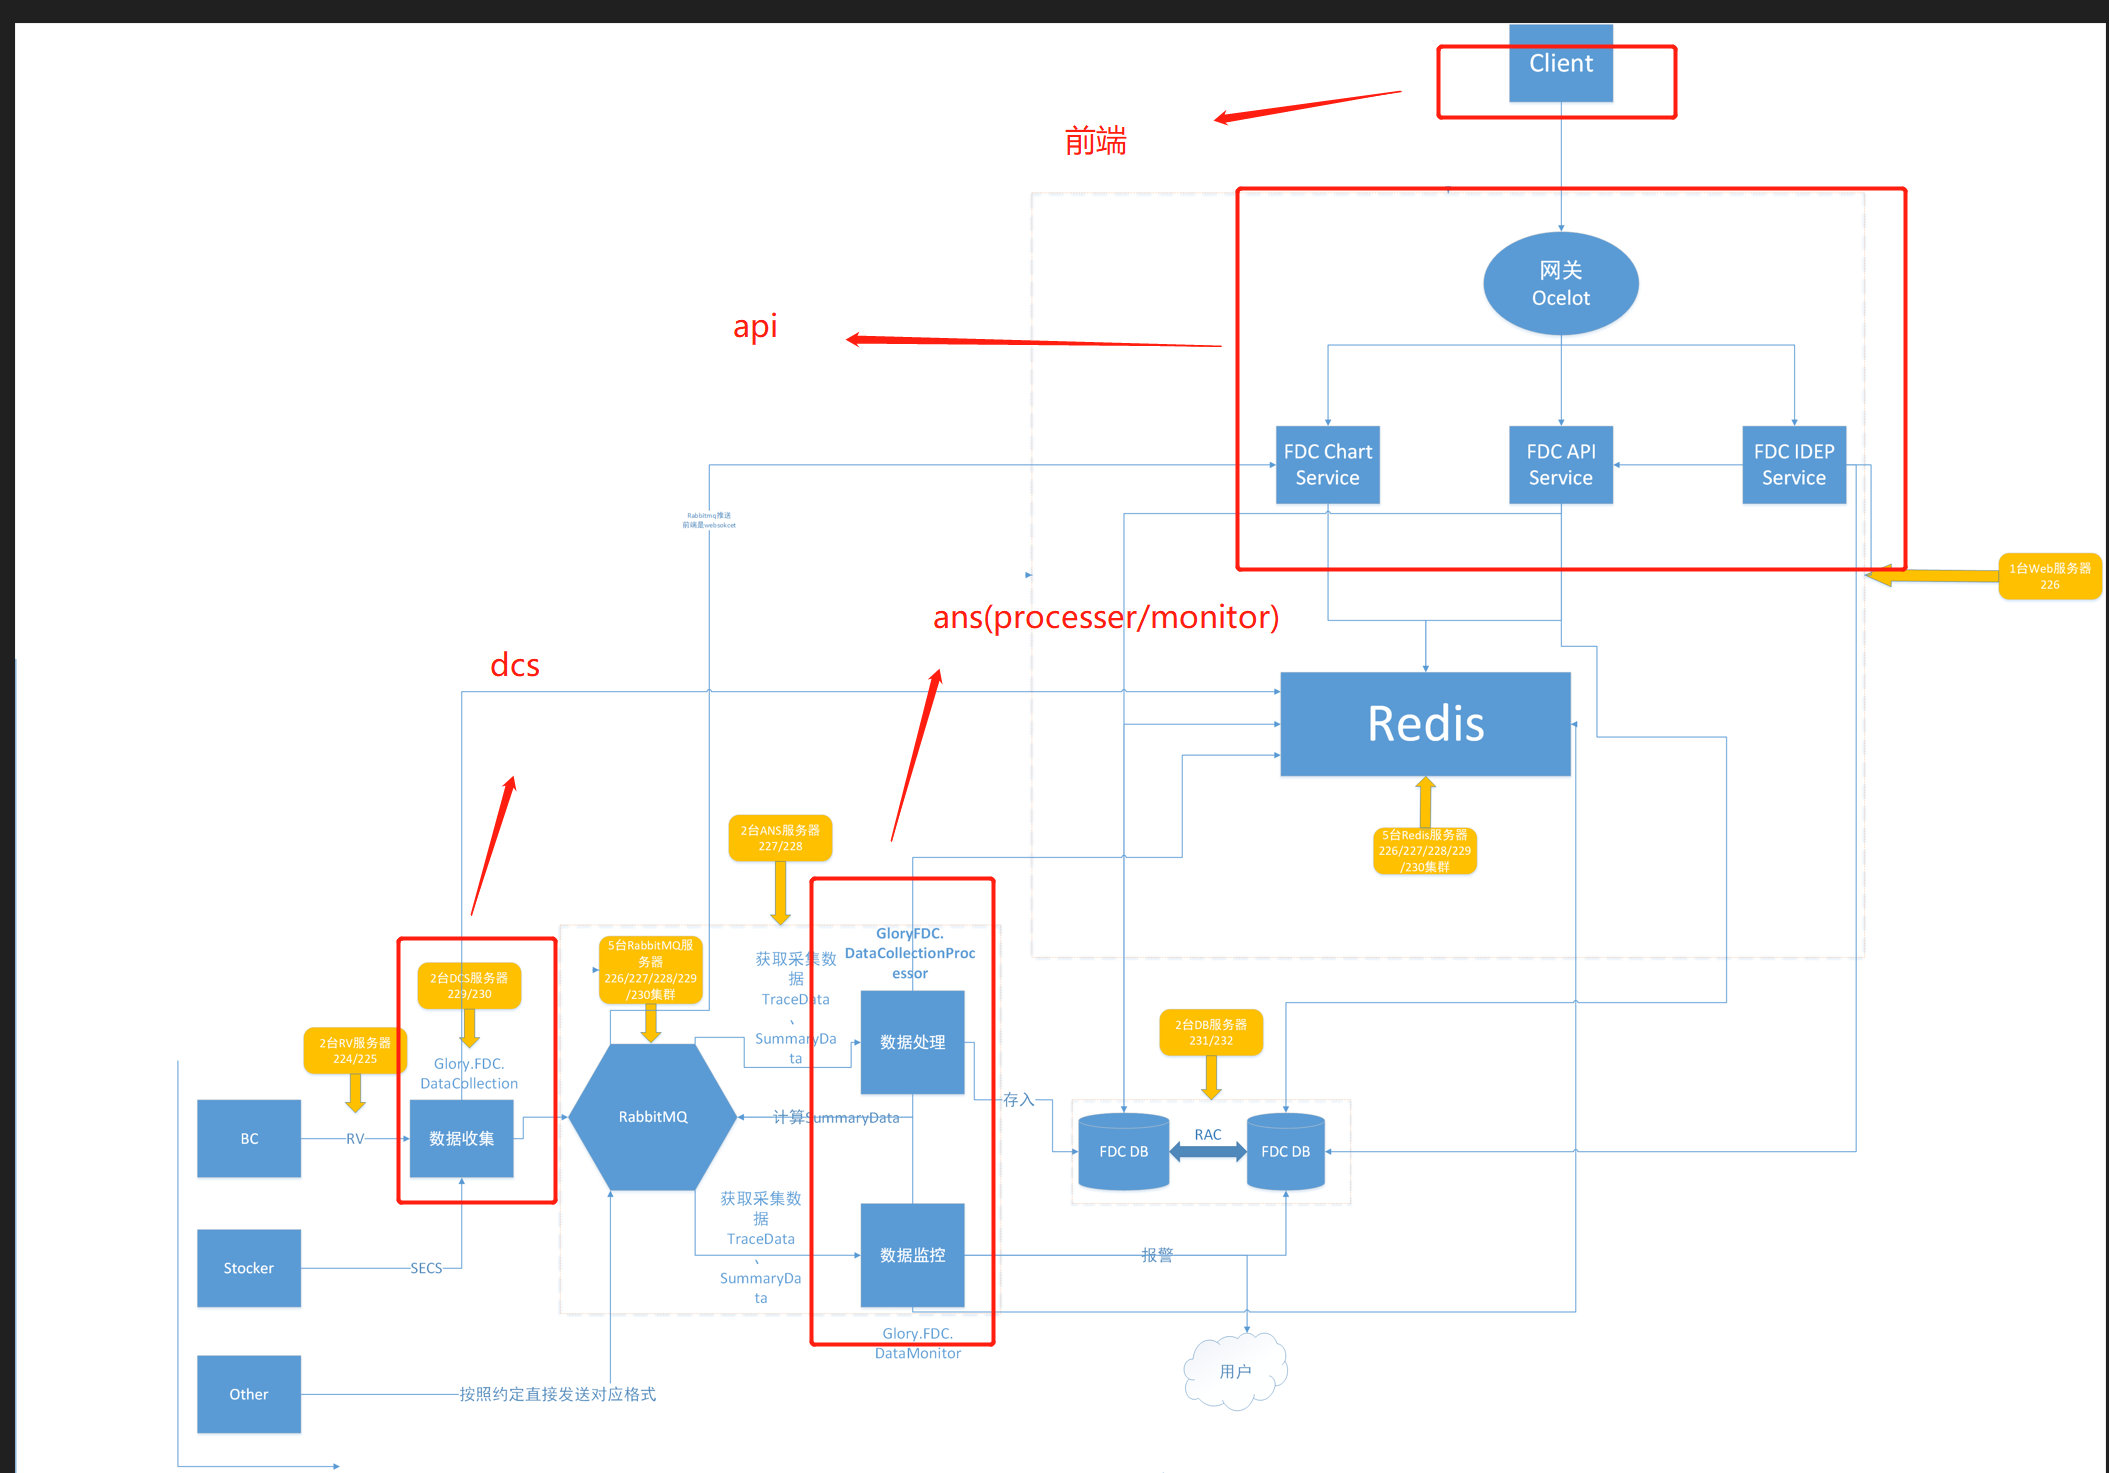 Client
前端
网关
Ocelot
api
FDC Chart
Service
FDC API
Service
FDC IDEP
Service
Rabbitmq推送
前端是websokcet
1台Web服务器
226
ans(processer/monitor)
dcs
Redis
2台ANS服务器
227/228
5台Redis服务器
226/227/228/229
/230集群
GloryFDC.
DataCollectionProc
essor
5台RabbitMQ服
务器
226/227/228/229
/230集群
获取采集数
据
TraceData
、
SummaryDa
ta
2台DCS服务器
229/230
2台RV服务器
224/225
Glory.FDC.
DataCollection
2台DB服务器
231/232
数据处理
存入
BC
RV
数据收集
RabbitMQ
计算SummaryData
FDC DB
RAC
FDC DB
获取采集数
据
TraceData
、
SummaryDa
ta
Stocker
SECS
数据监控
报警
Glory.FDC.
DataMonitor
用户
Other
按照约定直接发送对应格式